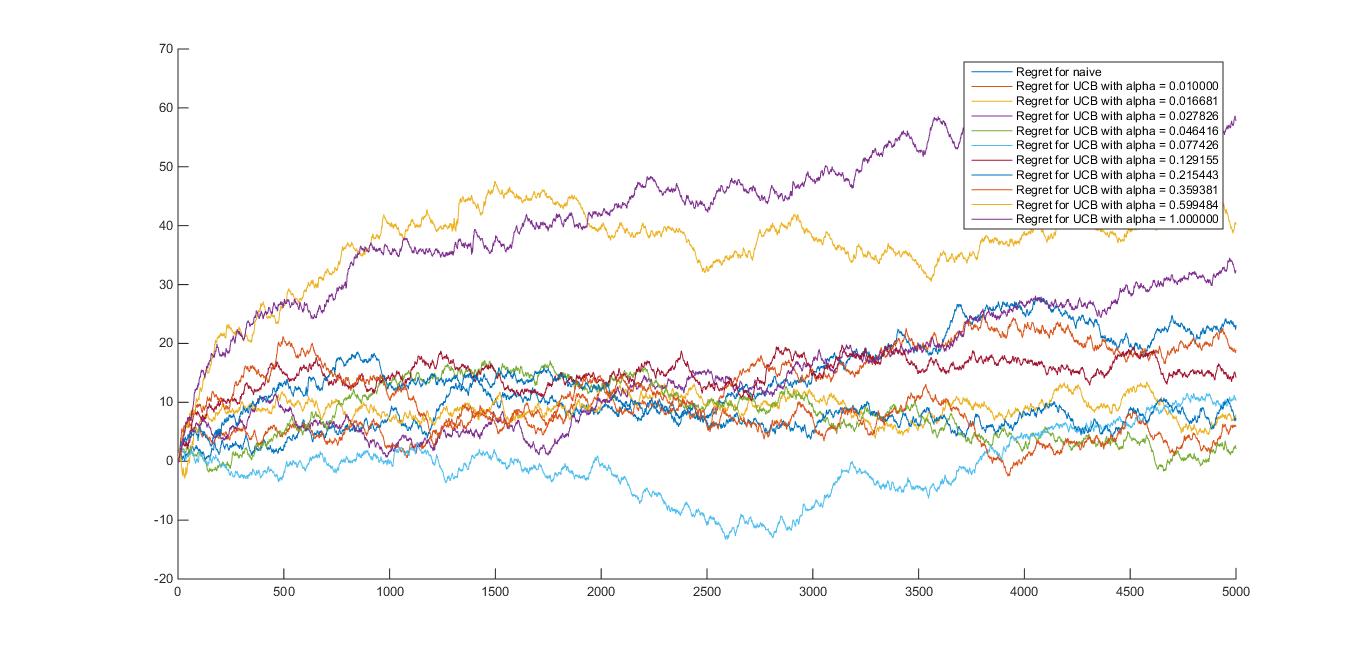 70
60
50
40
30
20
10
0
-10
-20
0 500 1000 1500 2000 2500 3000 3500 4000 4500 5000
Regret for naive
Regret for UCB with alpha = 0.010000
Regret for UCB with alpha = 0.016681
Regret for UCB with alpha = 0.027826
Regret for UCB with alpha = 0.046416
Regret for UCB with alpha = 0.077426
Regret for UCB with alpha = 0.129155
Regret for UCB with alpha = 0.215443
Regret for UCB with alpha = 0.359381
Regret for UCB with alpha = 0.599484
Regret for UCB with alpha = 1.000000